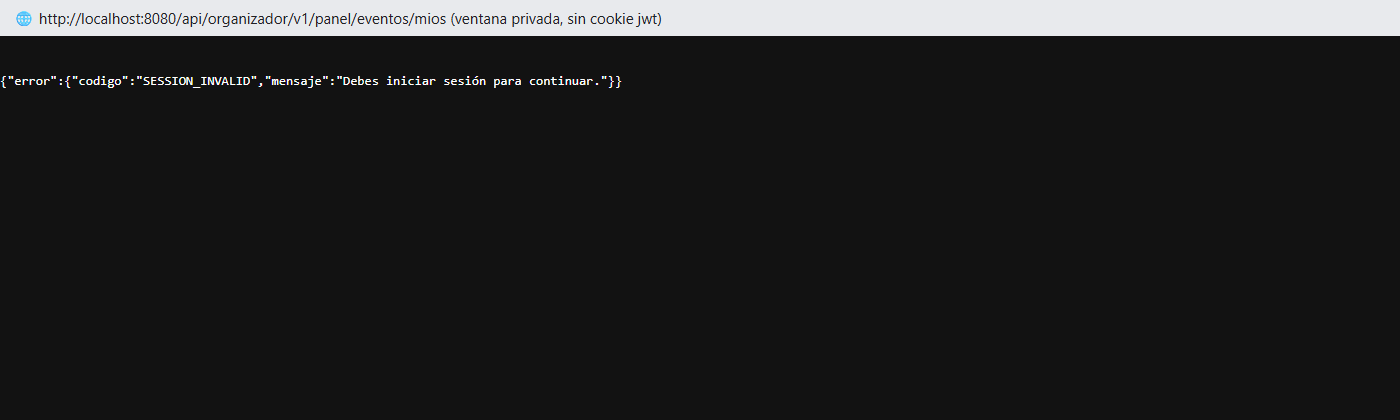 http://localhost:8080/api/organizador/v1/panel/eventos/mios (ventana privada, sin cookie jwt)
{"error":{"codigo":"SESSION_INVALID","mensaje":"Debes iniciar sesión para continuar."}}